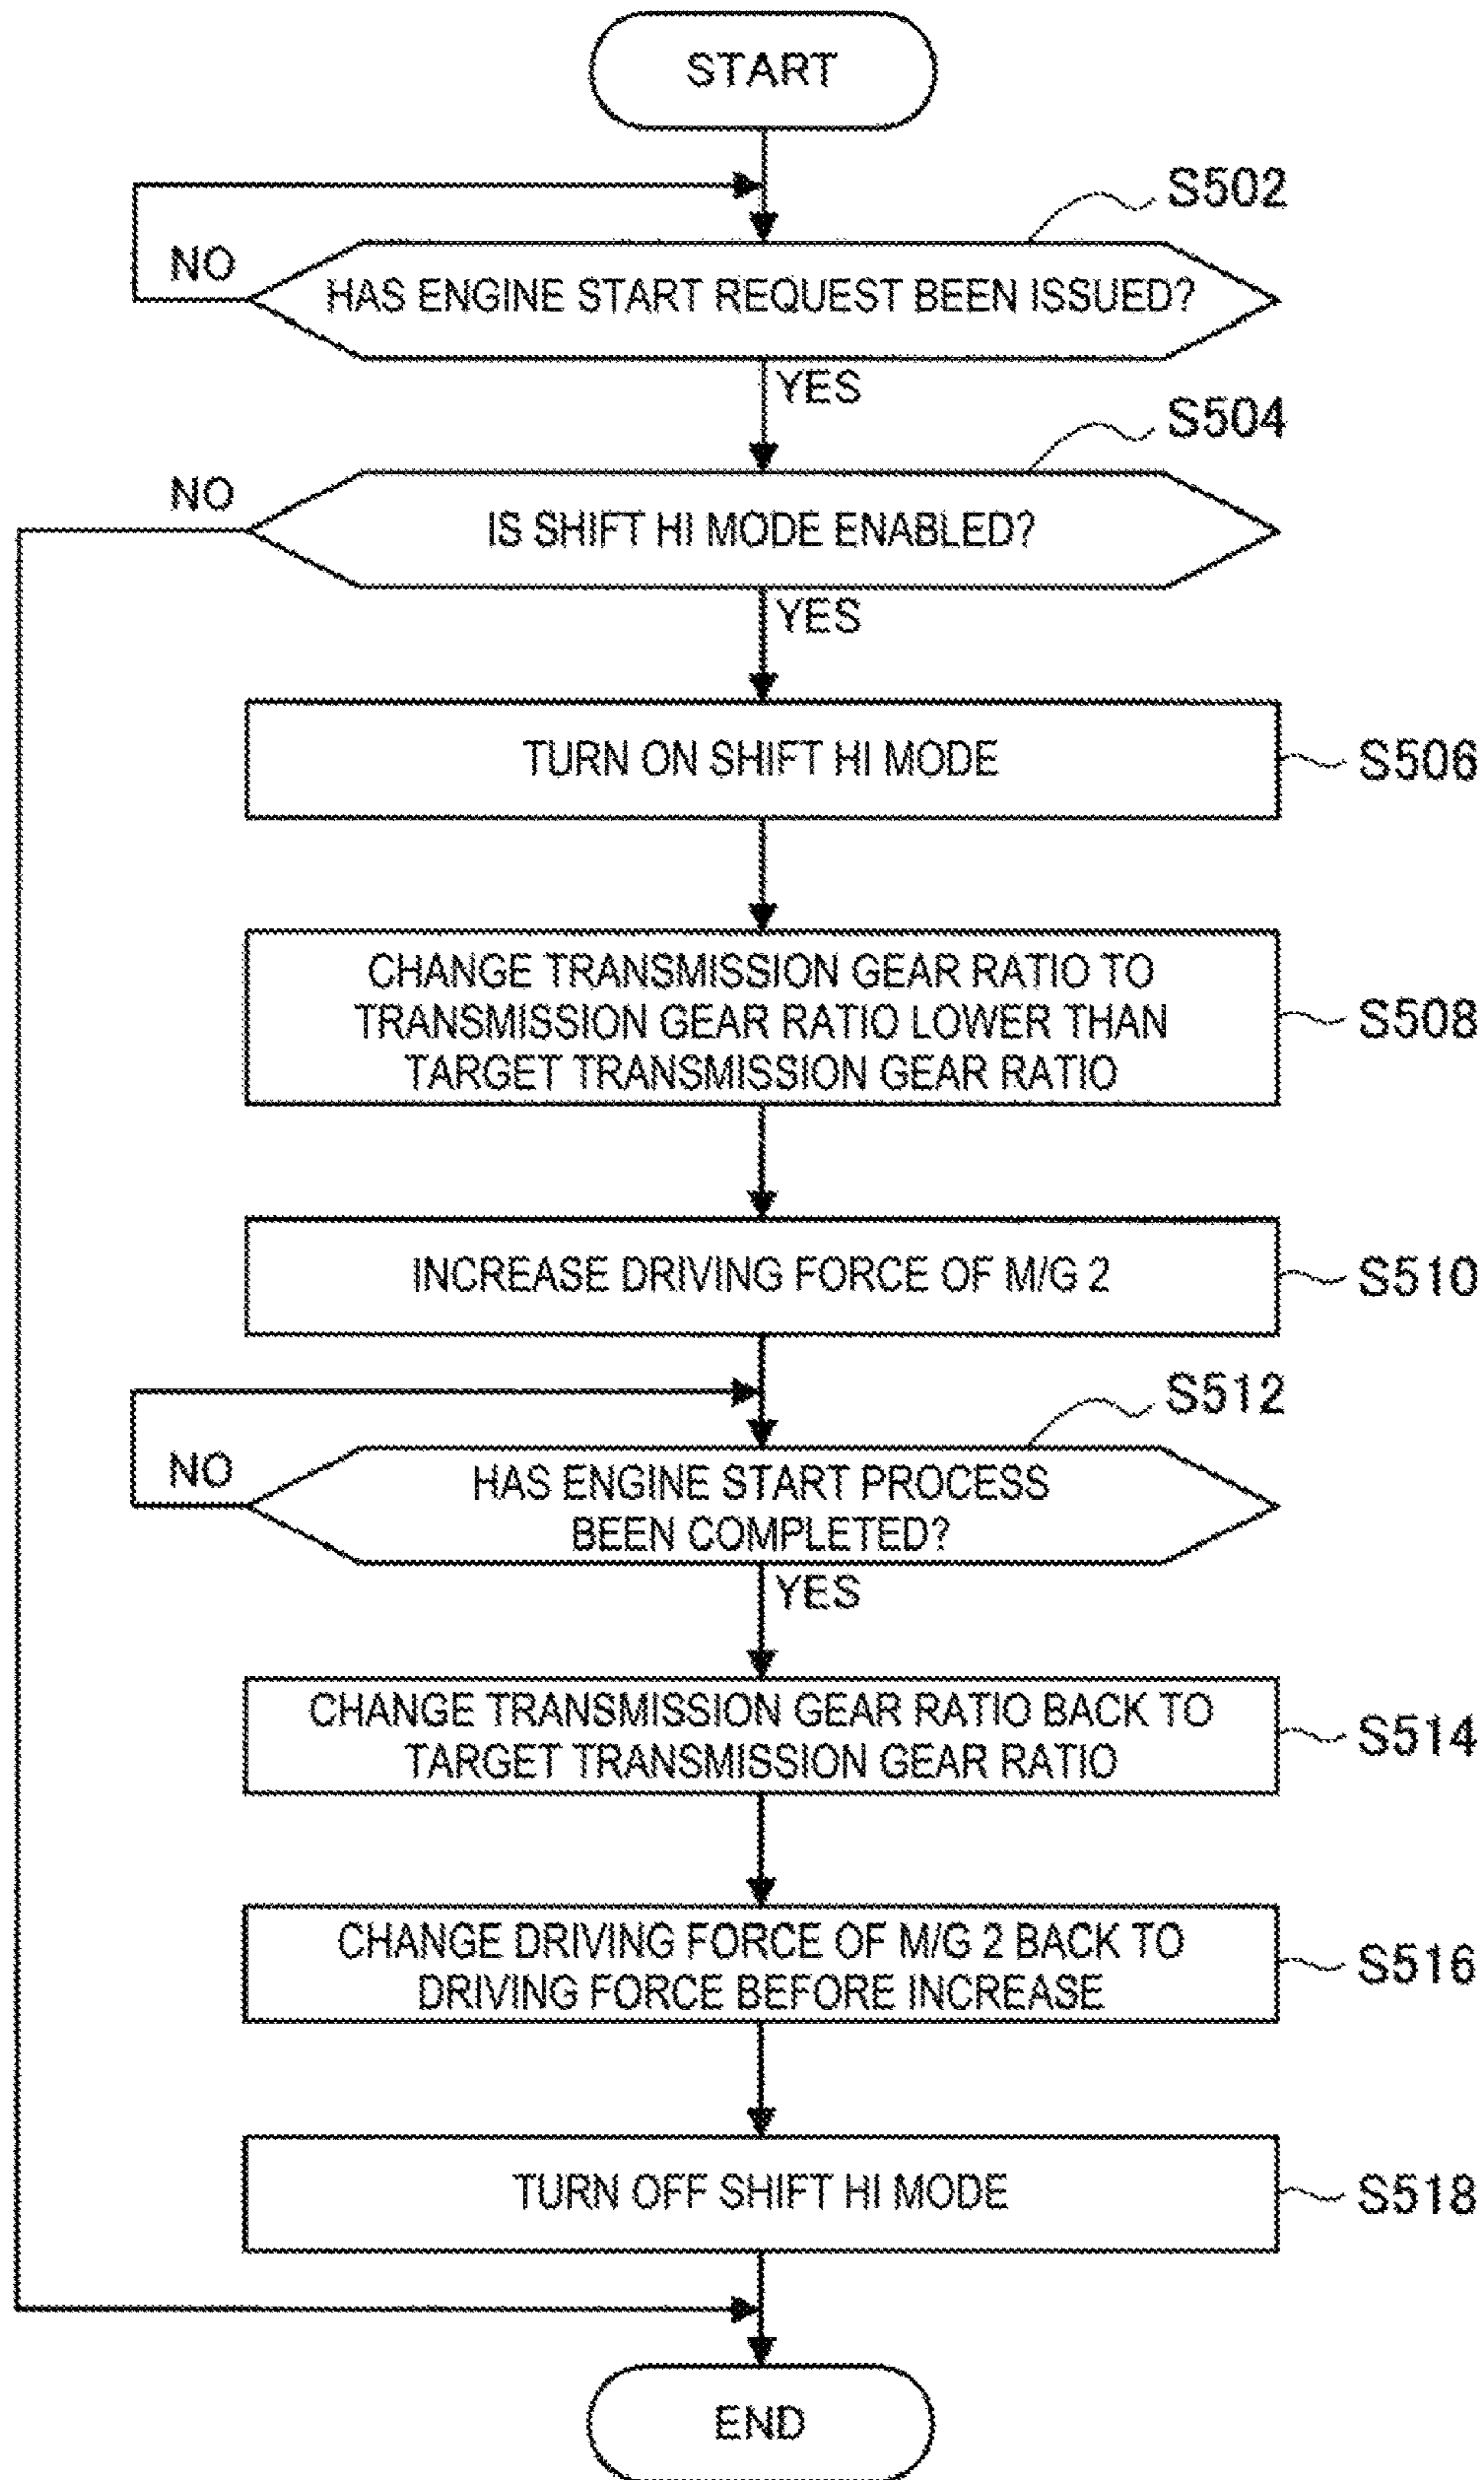 START
S502
NO
HAS ENGINE START REQUEST BEEN ISSUED?
YES
S504
NO
IS SHIFT HI MODE ENABLED?
YES
TURN ON SHIFT HI MODE
S506
CHANGE TRANSMISSION GEAR RATIO TO
TRANSMISSION GEAR RATIO LOWER THAN
TARGET TRANSMISSION GEAR RATIO
S508
INCREASE DRIVING FORCE OF M/G 2
S510
S512
NO
HAS ENGINE START PROCESS
BEEN COMPLETED?
YES
CHANGE TRANSMISSION GEAR RATIO BACK TO
TARGET TRANSMISSION GEAR RATIO
S514
CHANGE DRIVING FORCE OF M/G 2 BACK TO
DRIVING FORCE BEFORE INCREASE
S516
TURN OFF SHIFT HI MODE
S518
END